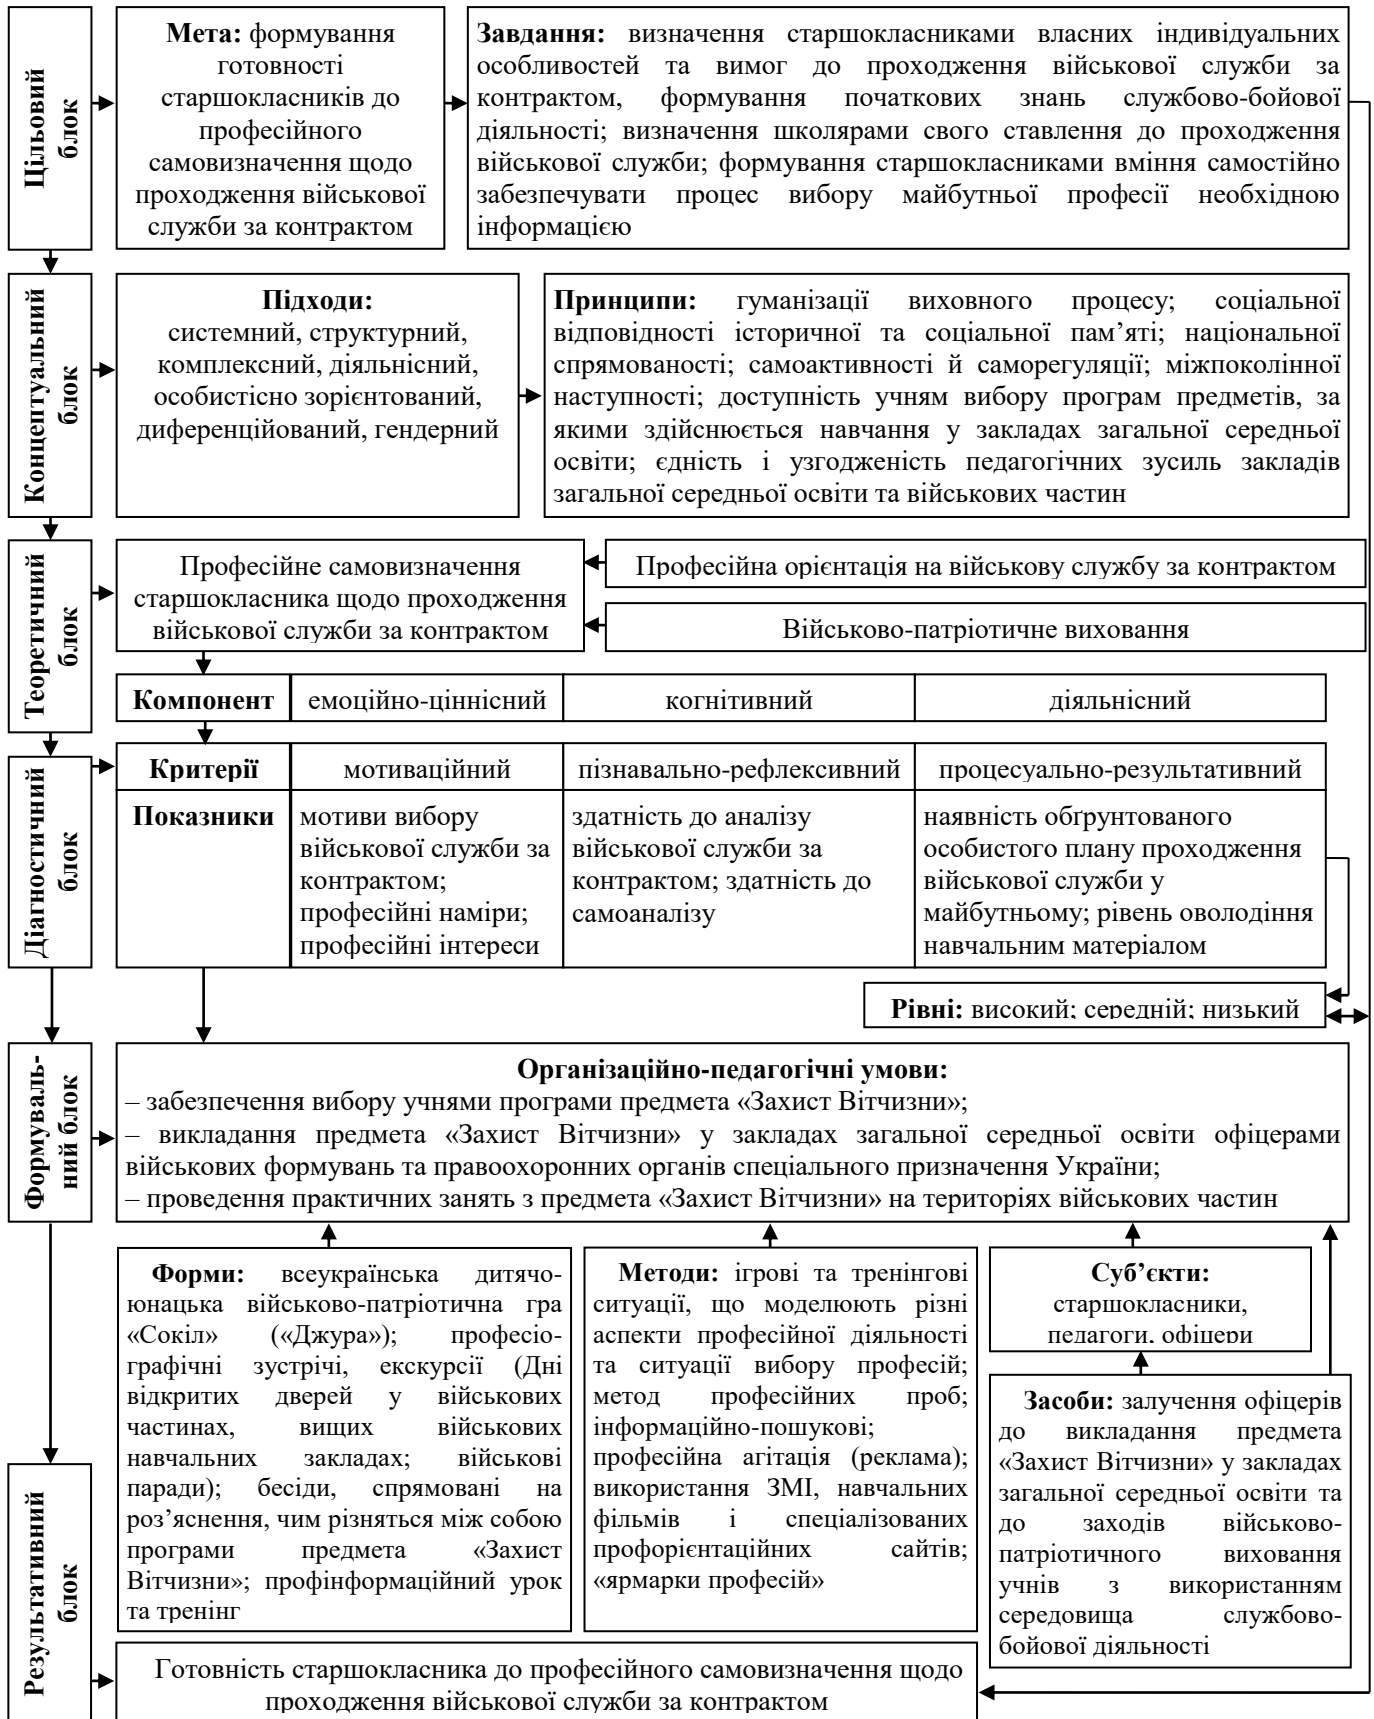 Цільовий
блок
Мета: формування
готовності
старшокласників до
професійного
самовизначення щодо
проходження військової
служби за контрактом
Завдання: визначення старшокласниками власних індивідуальних
особливостей та вимог до проходження військової служби за
контрактом, формування початкових знань службово-бойової
діяльності; визначення школярами свого ставлення до проходження
військової служби; формування старшокласниками вміння самостійно
забезпечувати процес вибору майбутньої професії необхідною
інформацією
Концептуальний
блок
Підходи:
системний, структурний,
комплексний, діяльнісний,
особистісно зорієнтований,
диференційований, гендерний
Принципи: гуманізації виховного процесу; соціальної
відповідності історичної та соціальної пам’яті; національної
спрямованості; самоактивності й саморегуляції; міжпоколінної
наступності; доступність учням вибору програм предметів, за
якими здійснюється навчання у закладах загальної середньої
освіти; єдність і узгодженість педагогічних зусиль закладів
загальної середньої освіти та військових частин
Теоретичний
блок
Професійне самовизначення
старшокласника щодо проходження
військової служби за контрактом
Професійна орієнтація на військову службу за контрактом
Військово-патріотичне виховання
Компонент емоційно-ціннісний когнітивний діяльнісний
Діагностичний
блок
Критерії мотиваційний пізнавально-рефлексивний процесуально-результативний
Показники
мотиви вибору
військової служби за
контрактом;
професійні наміри;
професійні інтереси
здатність до аналізу
військової служби за
контрактом; здатність до
самоаналізу
наявність обґрунтованого
особистого плану проходження
військової служби у
майбутньому; рівень оволодіння
навчальним матеріалом
Рівні: високий; середній; низький
Формуваль-
ний блок
Організаційно-педагогічні умови:
– забезпечення вибору учнями програми предмета «Захист Вітчизни»;
– викладання предмета «Захист Вітчизни» у закладах загальної середньої освіти офіцерами
військових формувань та правоохоронних органів спеціального призначення України;
– проведення практичних занять з предмета «Захист Вітчизни» на територіях військових частин
Форми: всеукраїнська дитячо-
юнацька військово-патріотична гра
«Сокіл» («Джура»); професіо-
графічні зустрічі, екскурсії (Дні
відкритих дверей у військових
частинах, вищих військових
навчальних закладах; військові
паради); бесіди, спрямовані на
роз’яснення, чим різняться між собою
програми предмета «Захист
Вітчизни»; профінформаційний урок
та тренінг
Методи: ігрові та тренінгові
ситуації, що моделюють різні
аспекти професійної діяльності
та ситуації вибору професій;
метод професійних проб;
інформаційно-пошукові;
професійна агітація (реклама);
використання ЗМІ, навчальних
фільмів і спеціалізованих
профорієнтаційних сайтів;
«ярмарки професій»
Суб’єкти:
старшокласники,
педагоги, офіцери
Засоби: залучення офіцерів
до викладання предмета
«Захист Вітчизни» у закладах
загальної середньої освіти та
до заходів військово-
патріотичного виховання
учнів з використанням
середовища службово-
бойової діяльності
Результативний
блок
Готовність старшокласника до професійного самовизначення щодо
проходження військової служби за контрактом